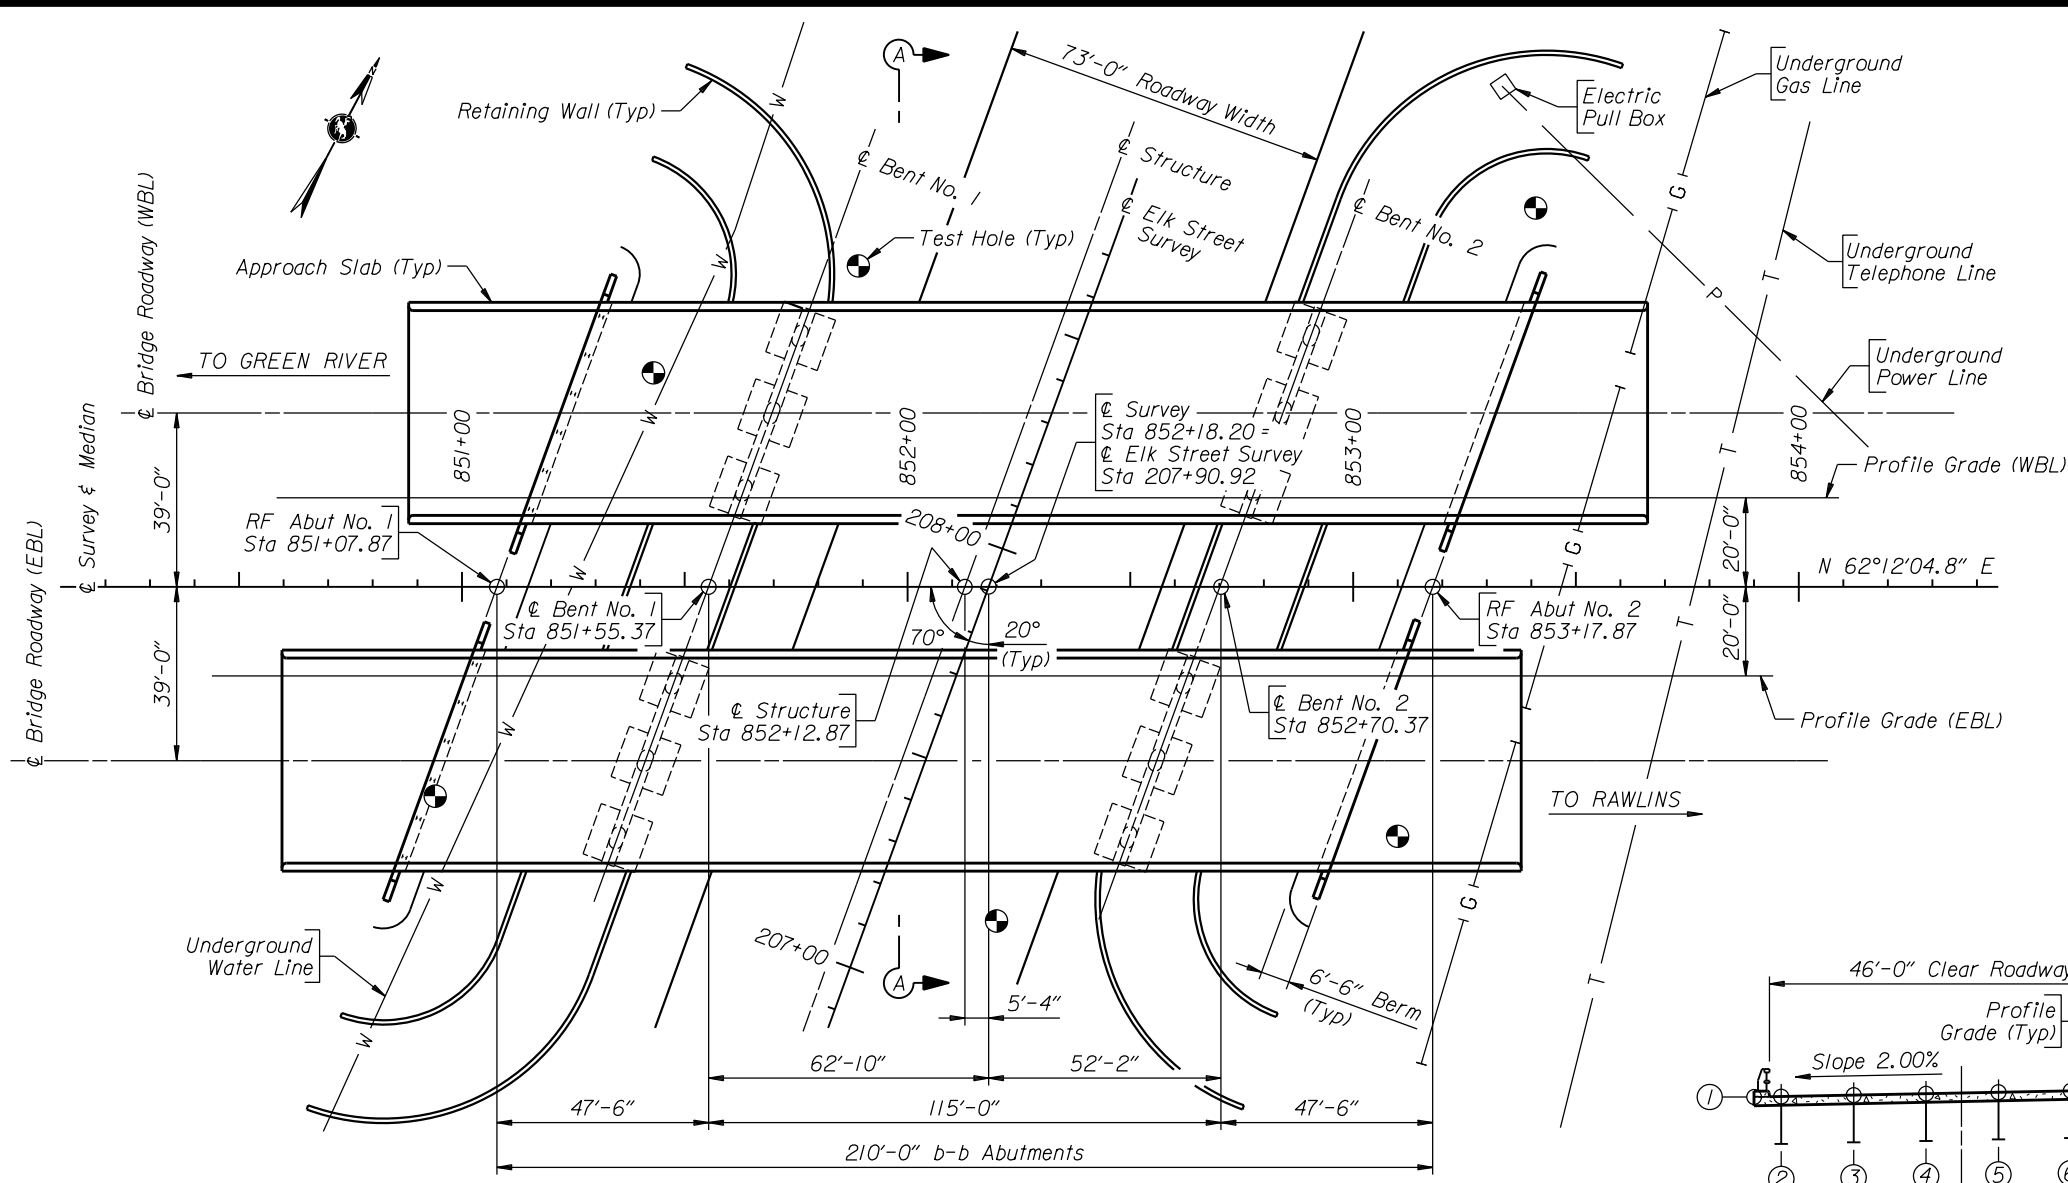 N
A
73'-0" Roadway Width
Underground
Gas Line
Electric
Pull Box
Retaining Wall (Typ)
W
℄ Bent No. 1
℄ Structure
℄ Elk Street
Survey
℄ Bent No. 2
G
T
P
Underground
Telephone Line
Test Hole (Typ)
Approach Slab (Typ)
W
W
℄ Bridge Roadway (WBL)
TO GREEN RIVER
Underground
Power Line
℄ Survey & Median
39'-0"
851+00
852+00
853+00
854+00
℄ Survey
Sta 852+18.20 =
℄ Elk Street Survey
Sta 207+90.92
T
Profile Grade (WBL)
RF Abut No. 1
Sta 851+07.87
208+00
20'-0"
G
W
N 62°12'04.8" E
℄ Bridge Roadway (EBL)
℄ Bent No. 1
Sta 851+55.37
70°
20°
(Typ)
RF Abut No. 2
Sta 853+17.87
T
20'-0"
39'-0"
℄ Structure
Sta 852+12.87
℄ Bent No. 2
Sta 852+70.37
Profile Grade (EBL)
W
TO RAWLINS
T
W
G
Underground
Water Line
207+00
A
5'-4"
6'-6" Berm
(Typ)
T
W
46'-0" Clear Roadway
Profile
Grade (Typ)
Slope 2.00%
62'-10"
52'-2"
47'-6"
115'-0"
47'-6"
210'-0" b-b Abutments
1
2
3
4
5
6